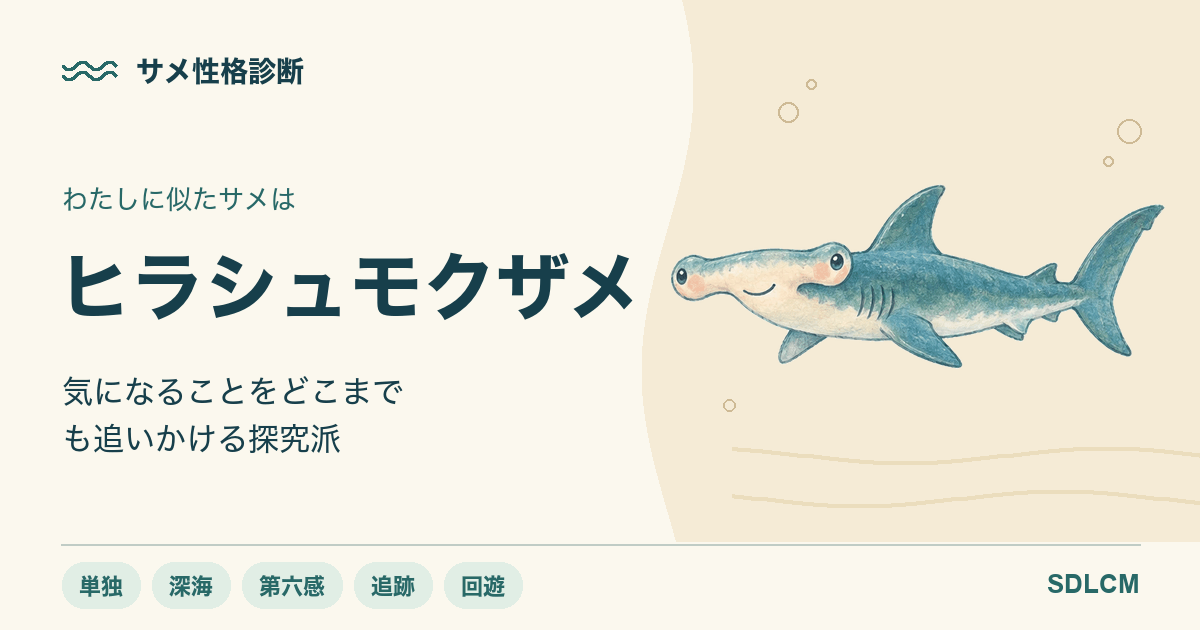 サメ性格診断
わたしに似たサメは
ヒラシュモクザメ
気になることをどこまで
も追いかける探究派
単独 深海 第六感 追跡 回遊
SDLCM